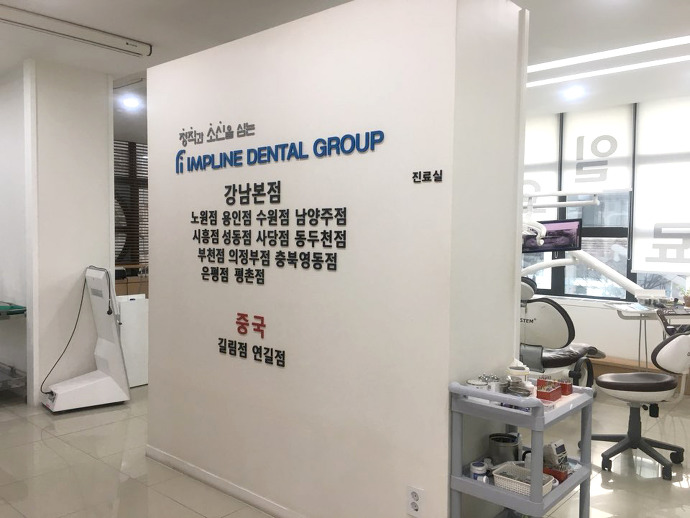 정직과 소신을 심는
IMPLINE DENTAL GROUP
강남본점
노원점 용인점 수원점 남양주점
시흥점 성동점 사당점 동두천점
부천점 의정부점 충북영동점
은평점 평촌점
중국
길림점 연길점
진료실
STEM